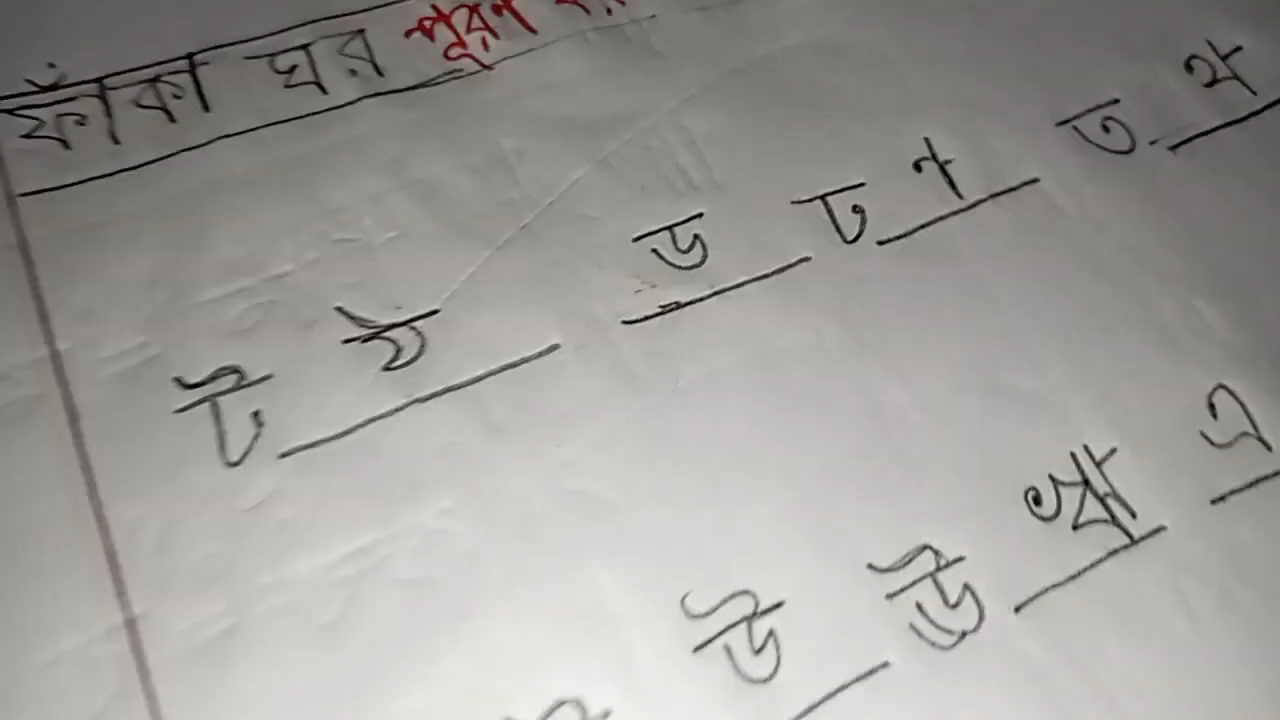 ফাঁকা ঘর পূরণ
ট ঠ ড ঢ ণ ত থ
উ ঊ ঋ এ